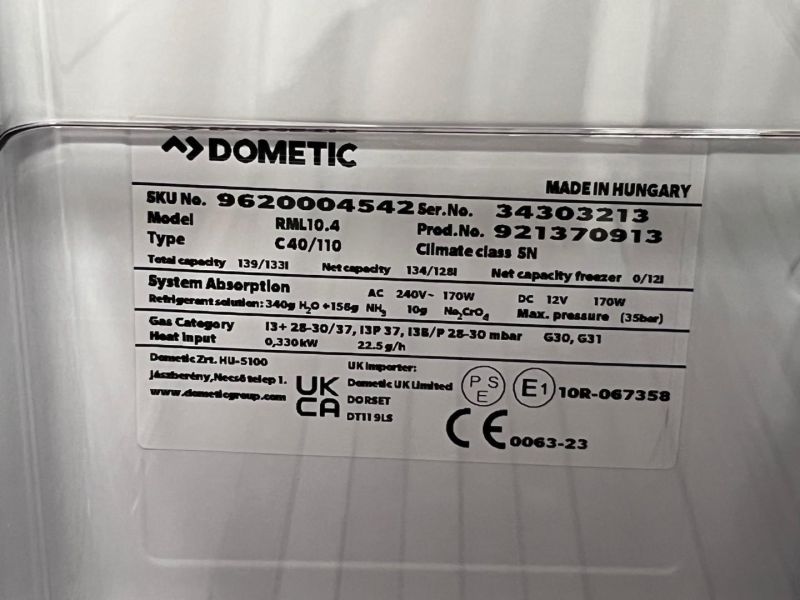 DOMETIC
MADE IN HUNGARY
SKU No. 9620004542 Ser.No. 34303213
Model RML10.4 Prod.No. 921370913
Type C40/110 Climate class SN
Total capacity 139/133l Net capacity 134/128l Net capacity freezer 0/12l
System Absorption AC 240V~ 170W DC 12V 170W
Refrigerant solution: 340g H₂O +156g NH₃ 10g Na₂CrO₄ Max. pressure (35bar)
Gas Category I3+ 28-30/37, I3P 37, I3B/P 28-30 mbar G30, G31
Heat input 0,330kW 22.5g/h
Dometic Zrt. HU-5100
Jászberény, Necső telep 1.
www.dometicgroup.com
UK CA
UK Importer:
Dometic UK Limited
DORSET
DT11 9LS
PS E
E1 10R-067358
CE 0063-23